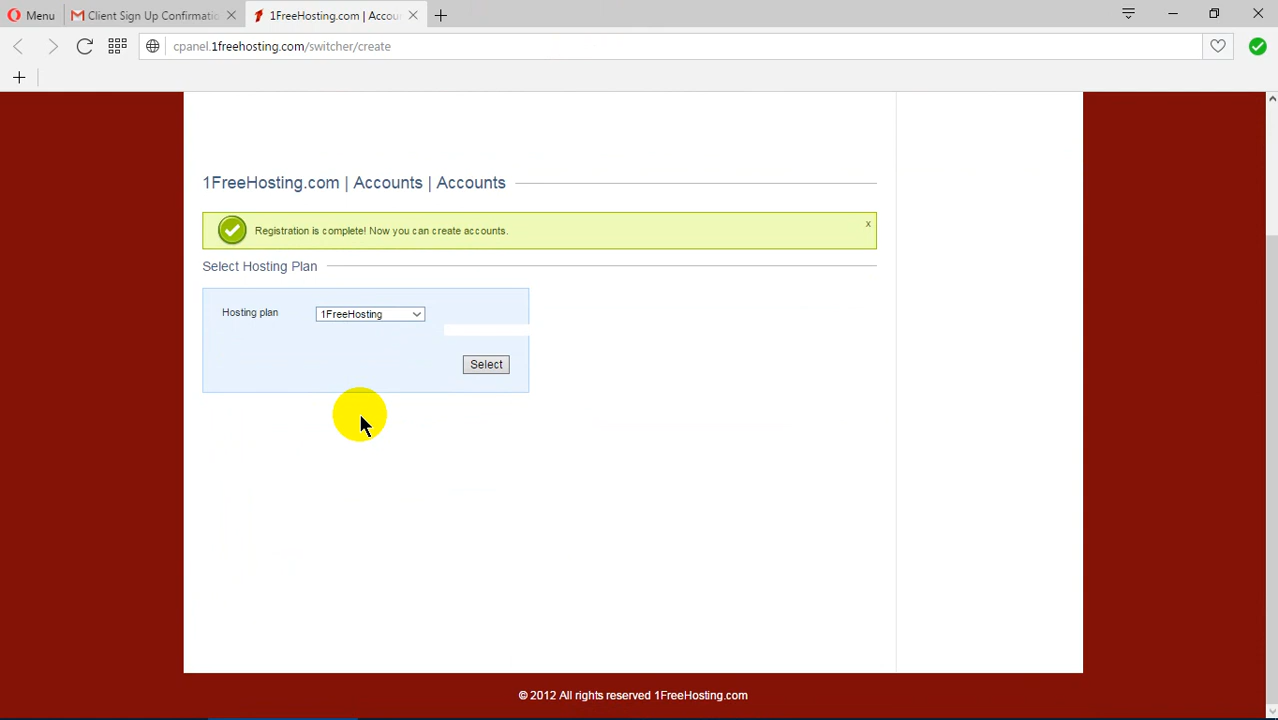 Menu
Client Sign Up Confirmatio
1FreeHosting.com | Accou
cpanel.1freehosting.com/switcher/create
1FreeHosting.com | Accounts | Accounts
Registration is complete! Now you can create accounts.
x
Select Hosting Plan
Hosting plan
1FreeHosting
Select
© 2012 All rights reserved 1FreeHosting.com